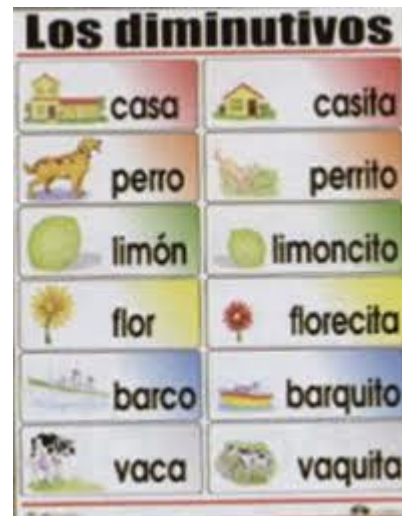 Los diminutivos
casa casita
perro perrito
limón limoncito
flor florecita
barco barquito
vaca vaquita